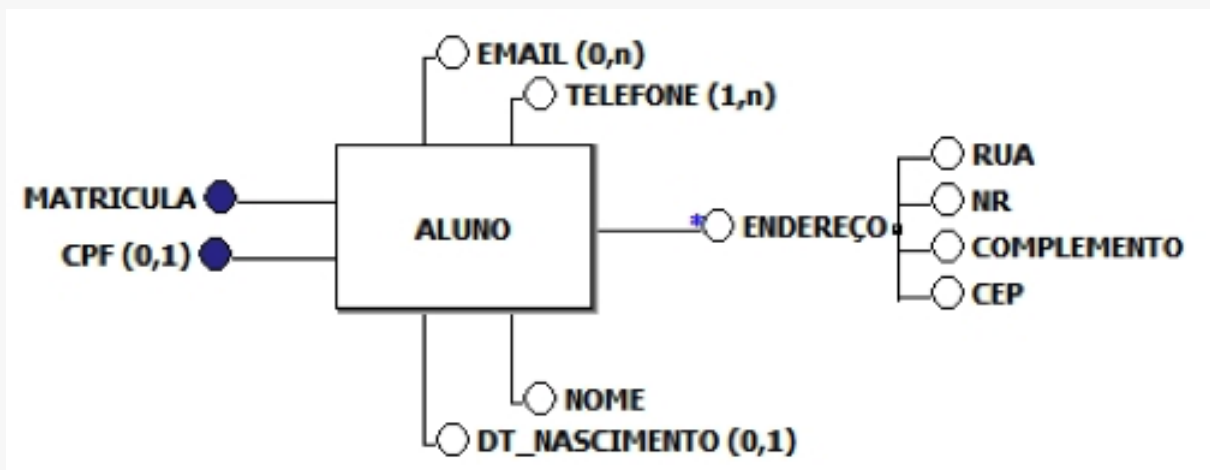 EMAIL (0,n)
TELEFONE (1,n)
MATRICULA
CPF (0,1)
ALUNO
*
ENDEREÇO
RUA
NR
COMPLEMENTO
CEP
NOME
DT_NASCIMENTO (0,1)